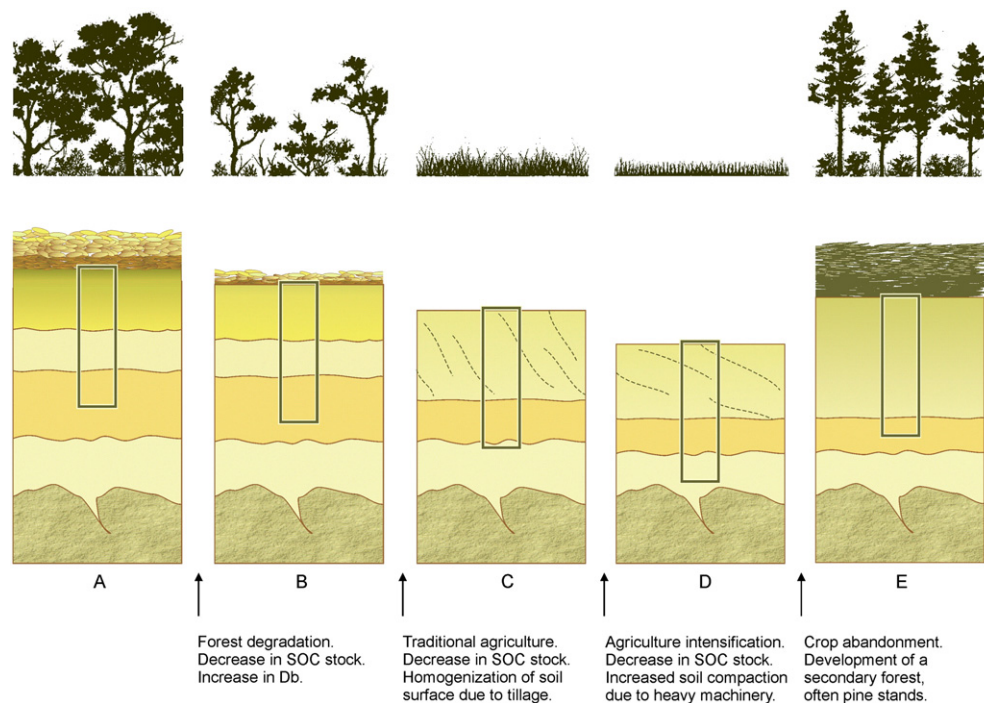 A
B
C
D
E
Forest degradation.
Decrease in SOC stock.
Increase in Db.
Traditional agriculture.
Decrease in SOC stock.
Homogenization of soil
surface due to tillage.
Agriculture intensification.
Decrease in SOC stock.
Increased soil compaction
due to heavy machinery.
Crop abandonment.
Development of a
secondary forest,
often pine stands.